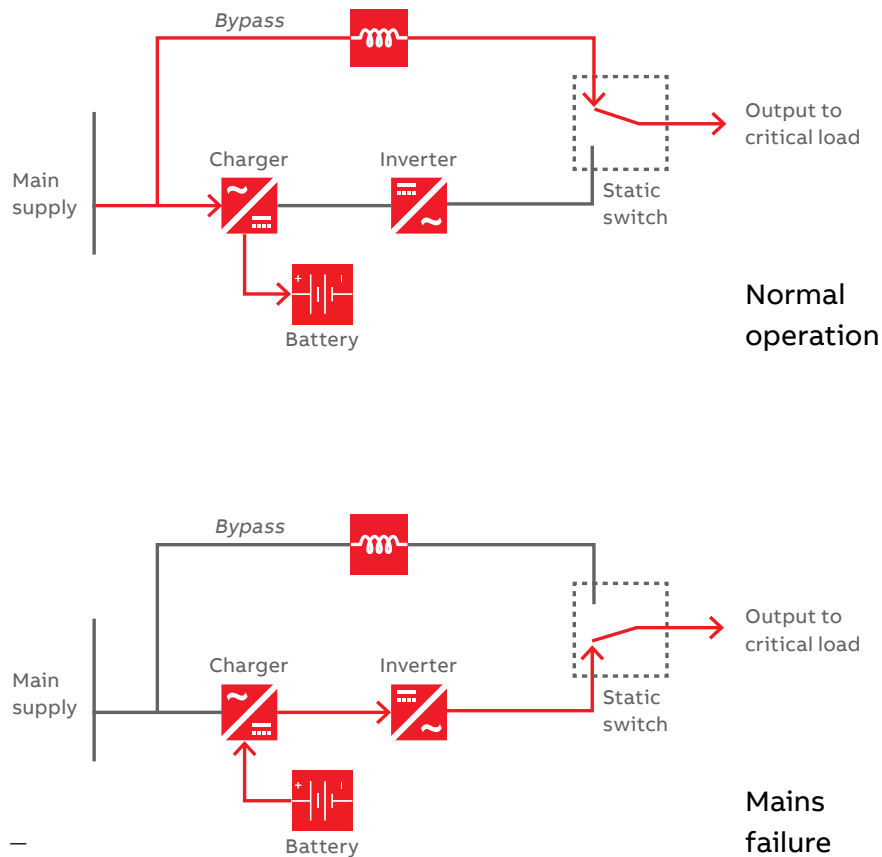 Bypass
Output to
critical load
Charger
Inverter
Main
supply
Static
switch
+
Battery
Normal
operation
Bypass
Output to
critical load
Charger
Inverter
Main
supply
Static
switch
+
Battery
Mains
failure
—